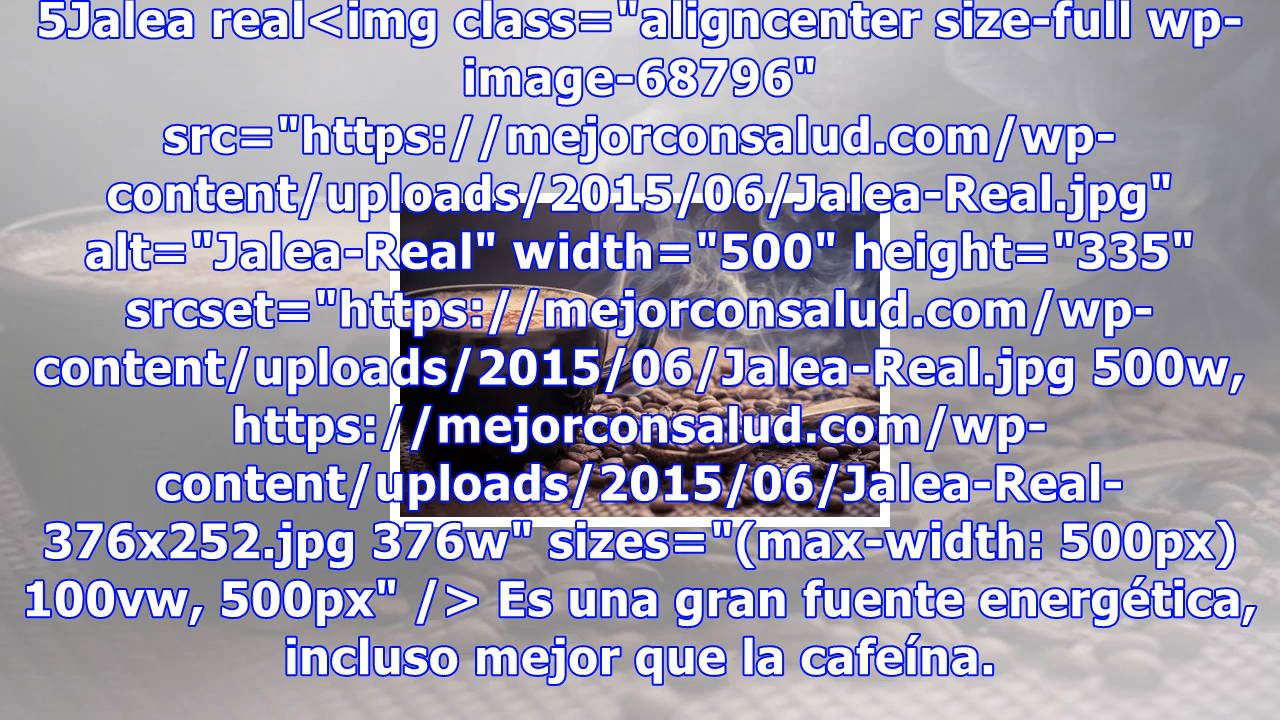 5Jalea real<img class="aligncenter size-full wp-
image-68796"
src="https://mejorconsalud.com/wp-
content/uploads/2015/06/Jalea-Real.jpg"
alt="Jalea-Real" width="500" height="335"
srcset="https://mejorconsalud.com/wp-
content/uploads/2015/06/Jalea-Real.jpg 500w,
https://mejorconsalud.com/wp-
content/uploads/2015/06/Jalea-Real-
376x252.jpg 376w" sizes="(max-width: 500px)
100vw, 500px" /> Es una gran fuente energética,
incluso mejor que la cafeína.